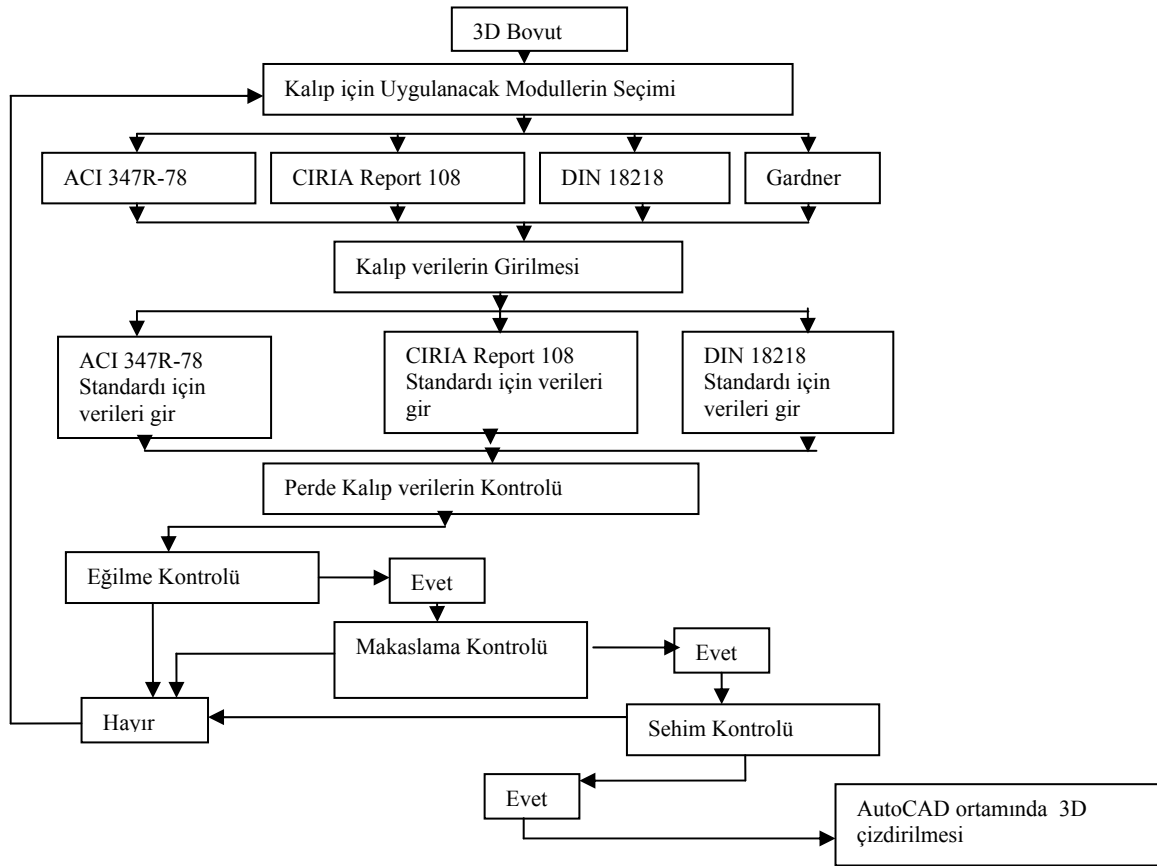 3D Boyut
Kalıp için Uygulanacak Modullerin Seçimi
ACI 347R-78
CIRIA Report 108
DIN 18218
Gardner
Kalıp verilerin Girilmesi
ACI 347R-78
Standardı için
verileri gir
CIRIA Report 108
Standardı için verileri
gir
DIN 18218
Standardı için
verileri gir
Perde Kalıp verilerin Kontrolü
Eğilme Kontrolü
Evet
Makaslama Kontrolü
Evet
Hayır
Sehim Kontrolü
Evet
AutoCAD ortamında 3D
çizdirilmesi